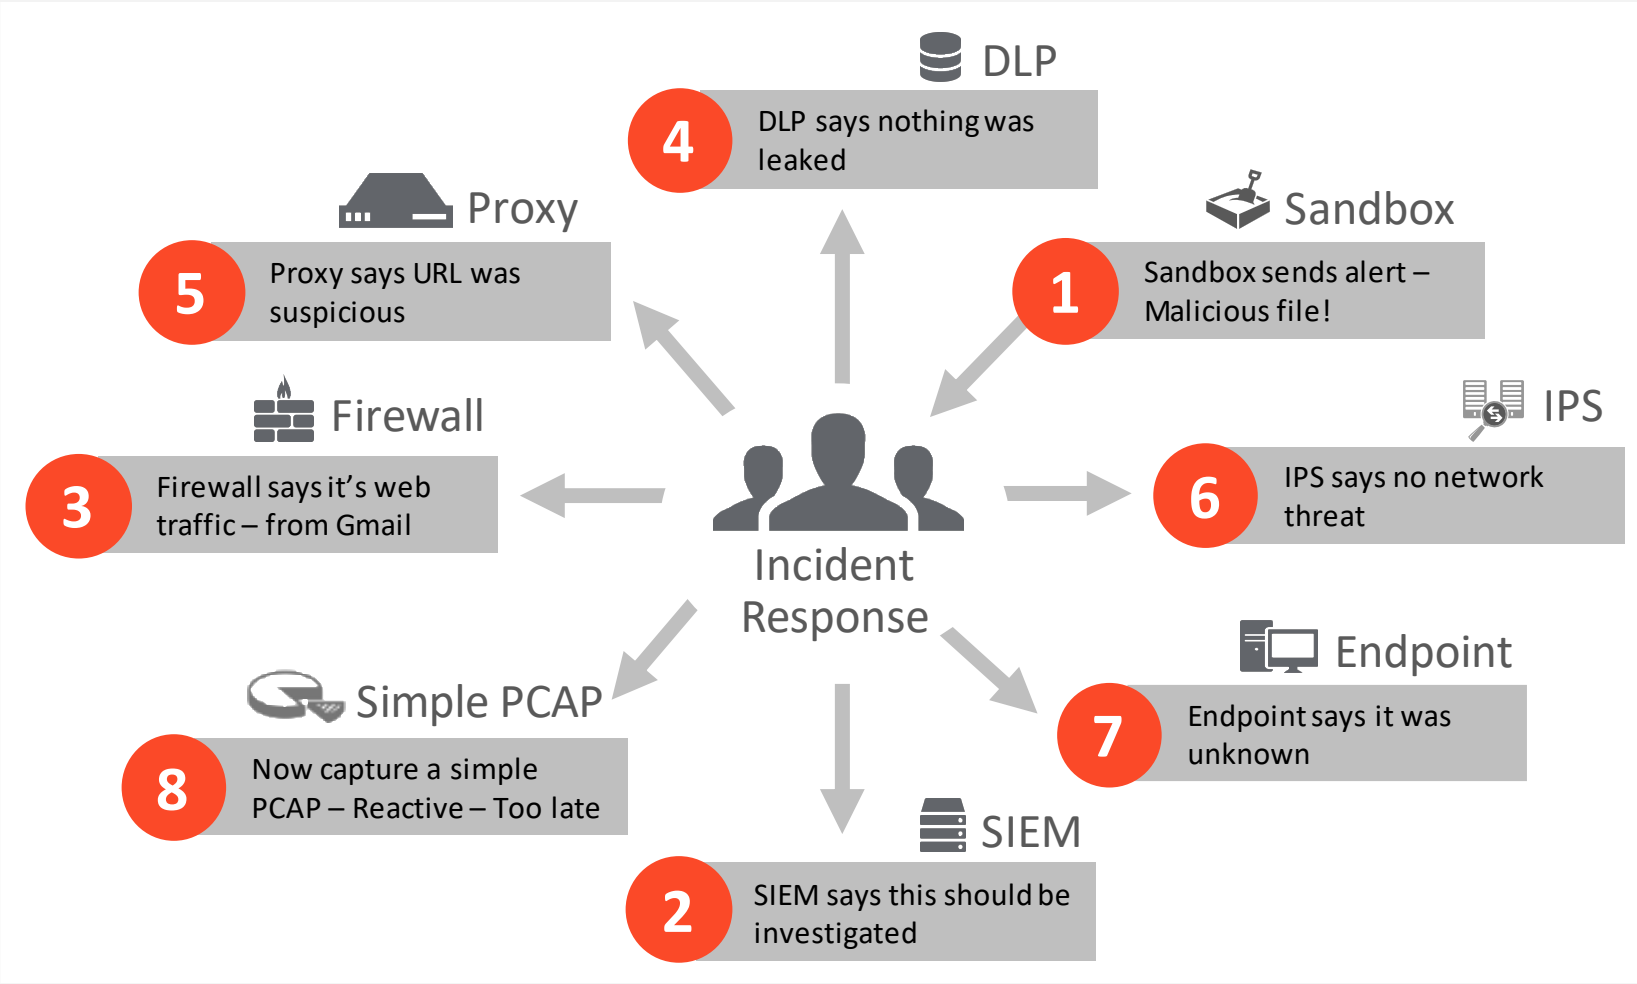 DLP
4
DLP says nothing was
leaked
Proxy
5
Proxy says URL was
suspicious
Sandbox
1
Sandbox sends alert –
Malicious file!
Firewall
3
Firewall says it’s web
traffic – from Gmail
IPS
6
IPS says no network
threat
Incident
Response
Endpoint
7
Endpoint says it was
unknown
Simple PCAP
8
Now capture a simple
PCAP – Reactive – Too late
SIEM
2
SIEM says this should be
investigated